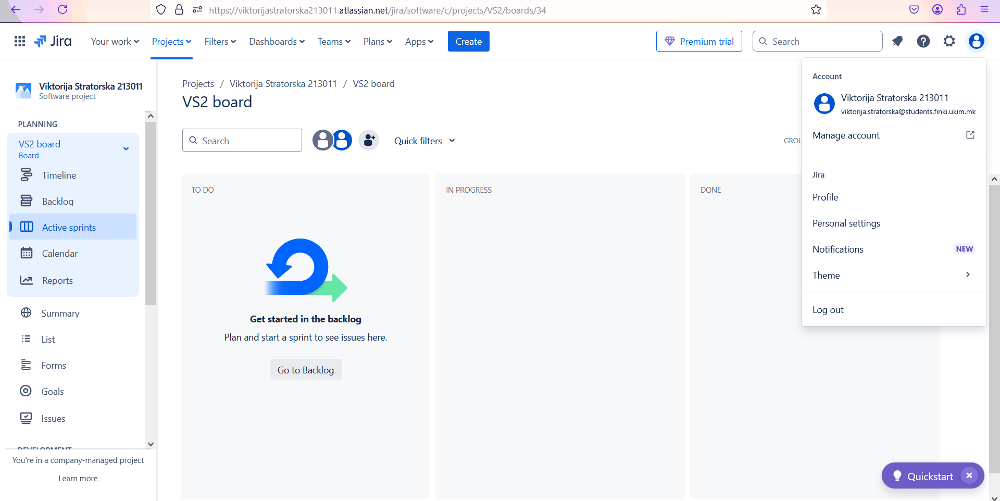 https://viktorijastratorska213011.atlassian.net/jira/software/c/projects/VS2/boards/34
Jira
Your work
Projects
Filters
Dashboards
Teams
Plans
Apps
Create
Premium trial
Search
Viktorija Stratorska 213011
Software project
PLANNING
VS2 board
Board
Timeline
Backlog
Active sprints
Calendar
Reports
Summary
List
Forms
Goals
Issues
DEVELOPMENT
You're in a company-managed project
Learn more
Projects / Viktorija Stratorska 213011 / VS2 board
VS2 board
Search
Quick filters
GROU
TO DO
Get started in the backlog
Plan and start a sprint to see issues here.
Go to Backlog
IN PROGRESS
DONE
Account
Viktorija Stratorska 213011
viktorija.stratorska@students.finki.ukim.mk
Manage account
Jira
Profile
Personal settings
Notifications NEW
Theme
Log out
Quickstart